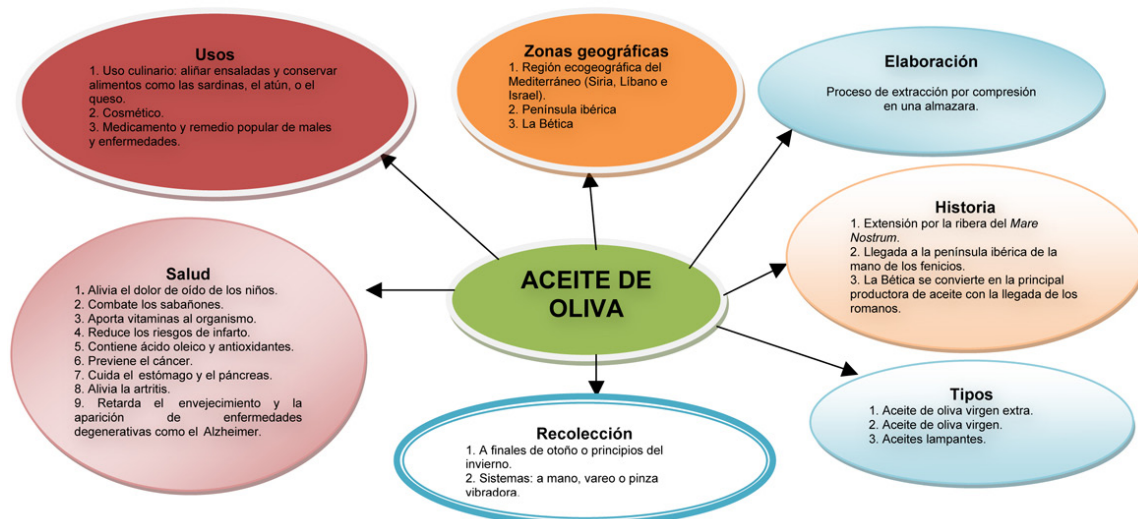 Usos
1. Uso culinario: aliñar ensaladas y conservar
alimentos como las sardinas, el atún, o el
queso.
2. Cosmético.
3. Medicamento y remedio popular de males
y enfermedades.
Zonas geográficas
1. Región ecogeográfica del
Mediterráneo (Siria, Líbano e
Israel).
2. Península ibérica
3. La Bética
Elaboración
Proceso de extracción por compresión
en una almazara.
Historia
1. Extensión por la ribera del Mare
Nostrum.
2. Llegada a la península ibérica de la
mano de los fenicios.
3. La Bética se convierte en la principal
productora de aceite con la llegada de los
romanos.
ACEITE DE
OLIVA
Salud
1. Alivia el dolor de oído de los niños.
2. Combate los sabañones.
3. Aporta vitaminas al organismo.
4. Reduce los riesgos de infarto.
5. Contiene ácido oleico y antioxidantes.
6. Previene el cáncer.
7. Cuida el estómago y el páncreas.
8. Alivia la artritis.
9. Retarda el envejecimiento y la
aparición de enfermedades
degenerativas como el Alzheimer.
Tipos
1. Aceite de oliva virgen extra.
2. Aceite de oliva virgen.
3. Aceites lampantes.
Recolección
1. A finales de otoño o principios del
invierno.
2. Sistemas: a mano, vareo o pinza
vibradora.